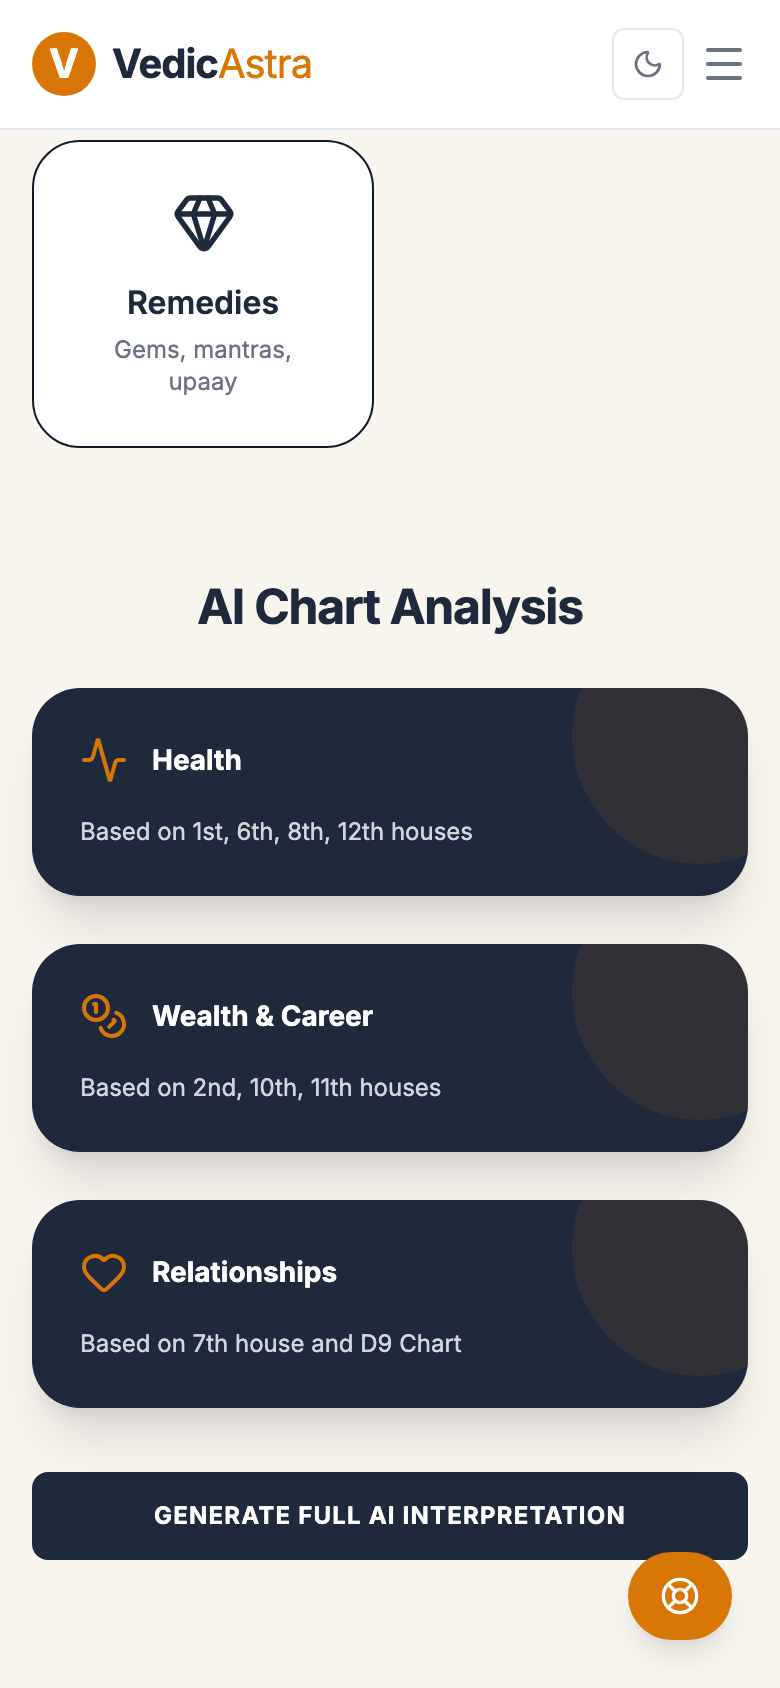 V VedicAstra
Remedies
Gems, mantras,
upaay
AI Chart Analysis
Health
Based on 1st, 6th, 8th, 12th houses
Wealth & Career
Based on 2nd, 10th, 11th houses
Relationships
Based on 7th house and D9 Chart
GENERATE FULL AI INTERPRETATION